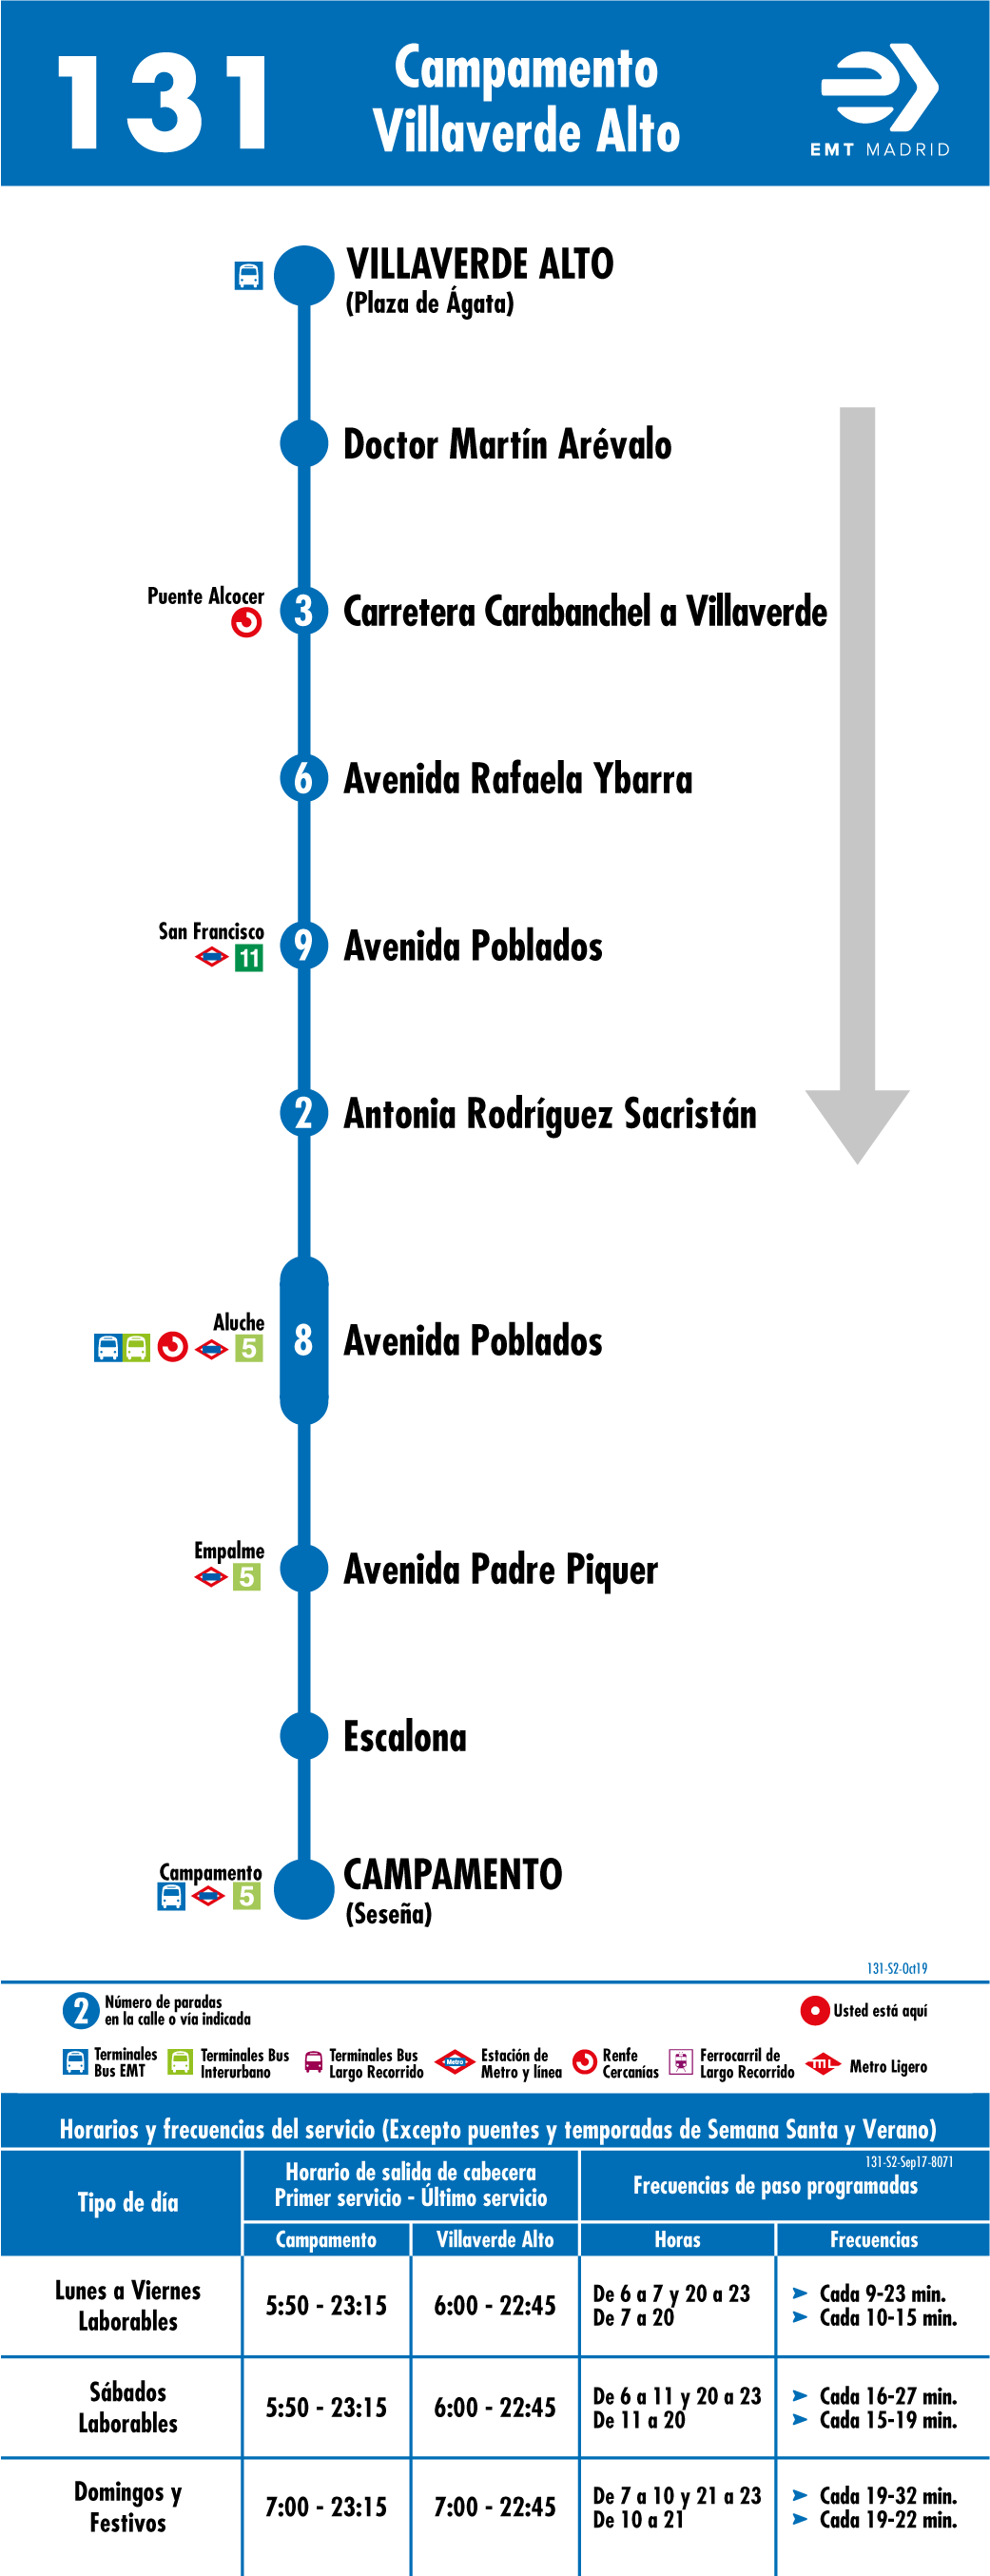 131
Campamento
Villaverde Alto
EMT MADRID
VILLAVERDE ALTO
(Plaza de Ágata)
Doctor Martín Arévalo
Puente Alcocer
3
Carretera Carabanchel a Villaverde
6
Avenida Rafaela Ybarra
San Francisco
11
9
Avenida Poblados
2
Antonia Rodríguez Sacristán
Aluche
5
8
Avenida Poblados
Empalme
5
Avenida Padre Piquer
Escalona
Campamento
5
CAMPAMENTO
(Seseña)
131-S2-Oct19
2
Número de paradas
en la calle o vía indicada
Usted está aquí
Terminales
Bus EMT
Terminales Bus
Interurbano
Terminales Bus
Largo Recorrido
Metro
Estación de
Metro y línea
Renfe
Cercanías
Ferrocarril de
Largo Recorrido
ML
Metro Ligero
Horarios y frecuencias del servicio (Excepto puentes y temporadas de Semana Santa y Verano)
131-S2-Sep17-8071
Tipo de día
Horario de salida de cabecera
Primer servicio - Último servicio
Frecuencias de paso programadas
Campamento
Villaverde Alto
Horas
Frecuencias
Lunes a Viernes
Laborables
5:50 - 23:15
6:00 - 22:45
De 6 a 7 y 20 a 23
De 7 a 20
➤ Cada 9-23 min.
➤ Cada 10-15 min.
Sábados
Laborables
5:50 - 23:15
6:00 - 22:45
De 6 a 11 y 20 a 23
De 11 a 20
➤ Cada 16-27 min.
➤ Cada 15-19 min.
Domingos y
Festivos
7:00 - 23:15
7:00 - 22:45
De 7 a 10 y 21 a 23
De 10 a 21
➤ Cada 19-32 min.
➤ Cada 19-22 min.